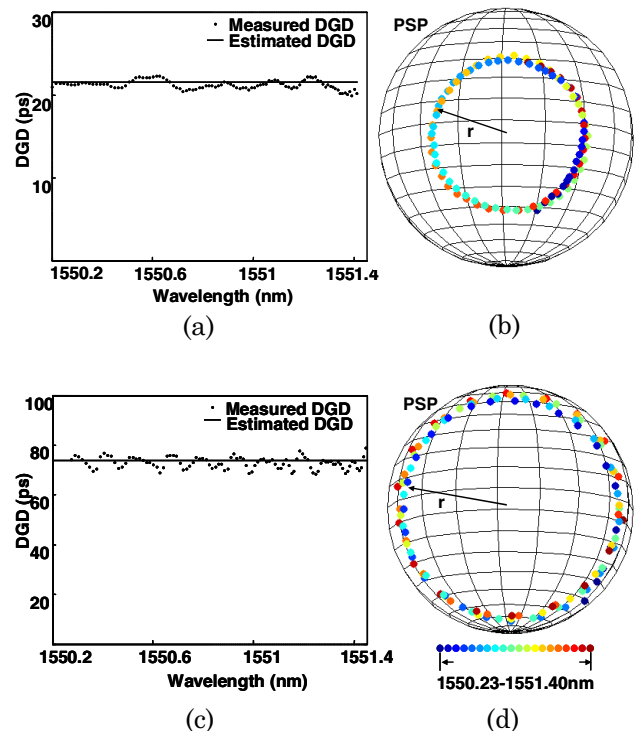 30
20
10
DGD (ps)
Measured DGD
Estimated DGD
1550.2 1550.6 1551 1551.4
Wavelength (nm)
(a)
PSP
r
(b)
100
80
60
40
20
DGD (ps)
Measured DGD
Estimated DGD
1550.2 1550.6 1551 1551.4
Wavelength (nm)
(c)
PSP
r
1550.23-1551.40nm
(d)